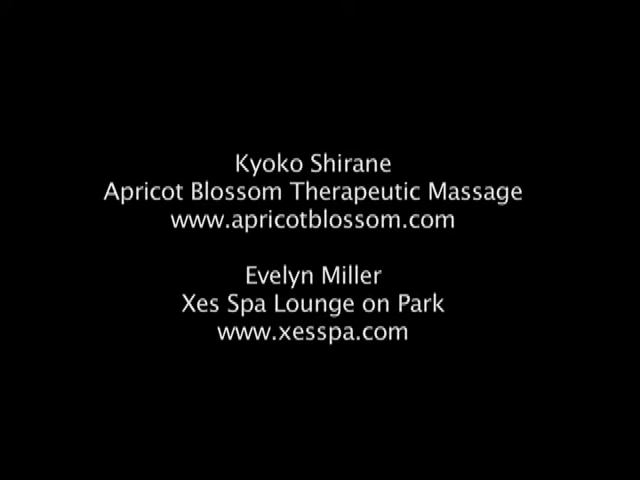 Kyoko Shirane
Apricot Blossom Therapeutic Massage
www.apricotblossom.com
Evelyn Miller
Xes Spa Lounge on Park
www.xesspa.com